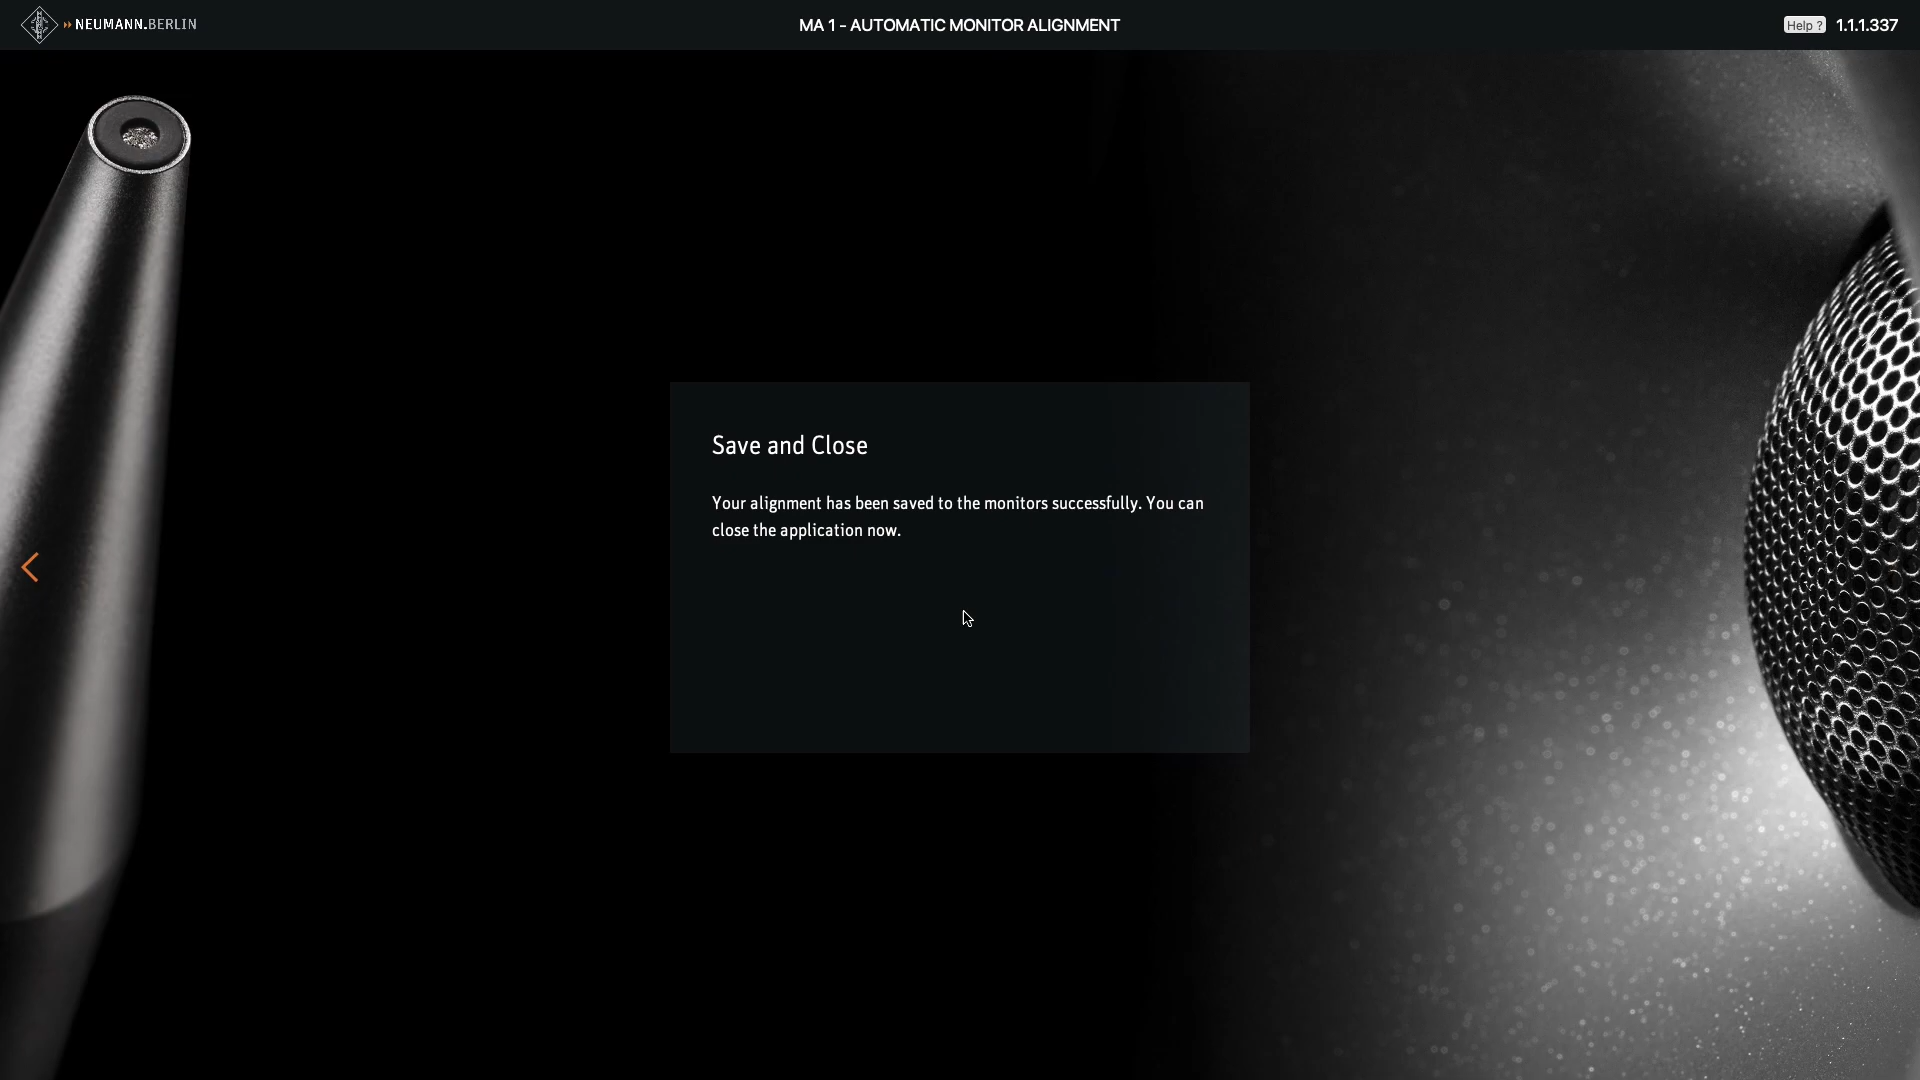 NEUMANN.BERLIN
MA 1 - AUTOMATIC MONITOR ALIGNMENT
Help ?
1.1.1.337
Save and Close
Your alignment has been saved to the monitors successfully. You can
close the application now.